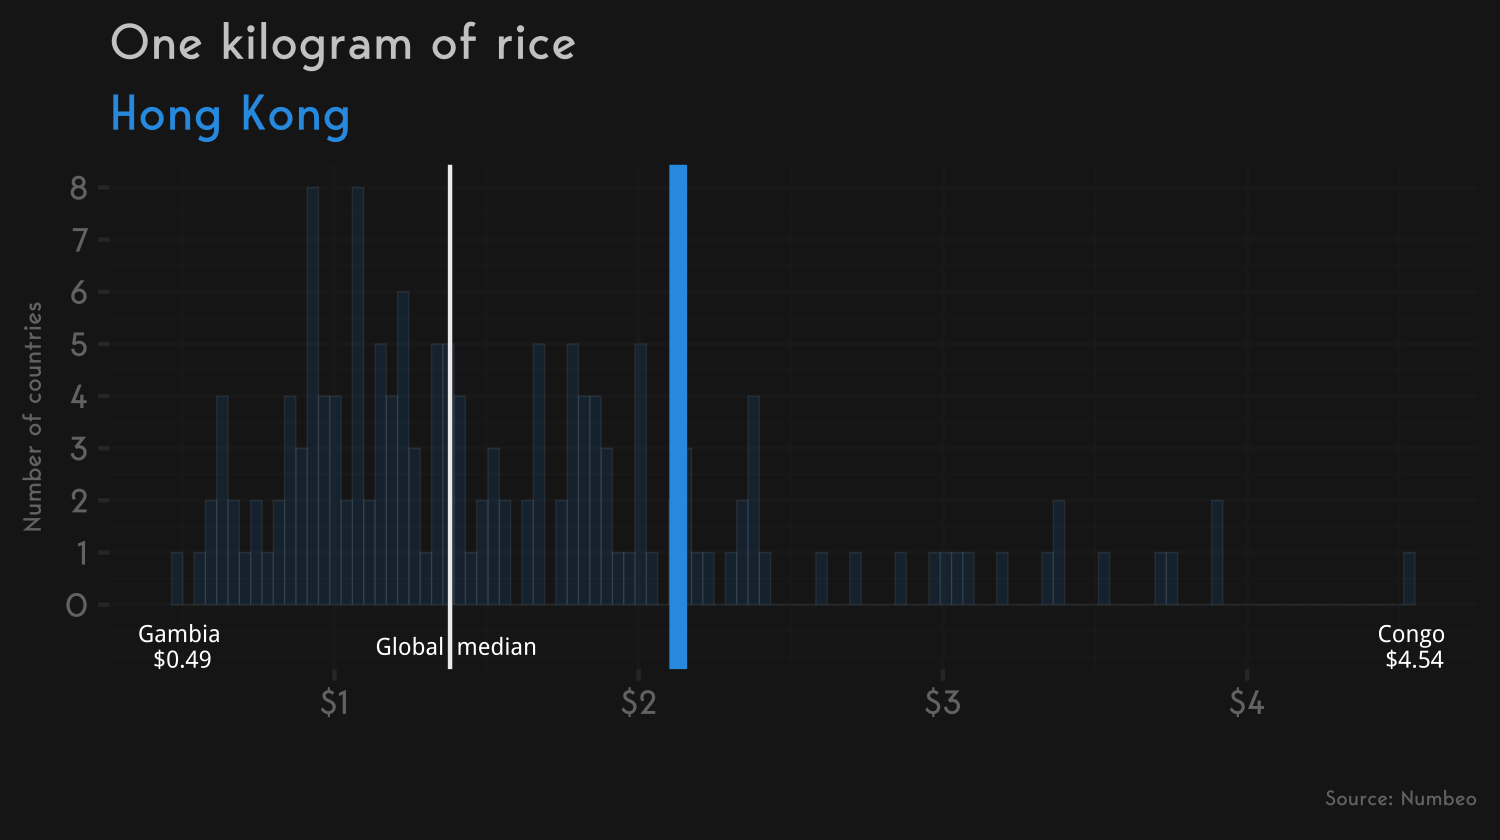 One kilogram of rice
Hong Kong
Number of countries
8
7
6
5
4
3
2
1
0
Gambia
$0.49
Global median
Congo
$4.54
$1
$2
$3
$4
Source: Numbeo